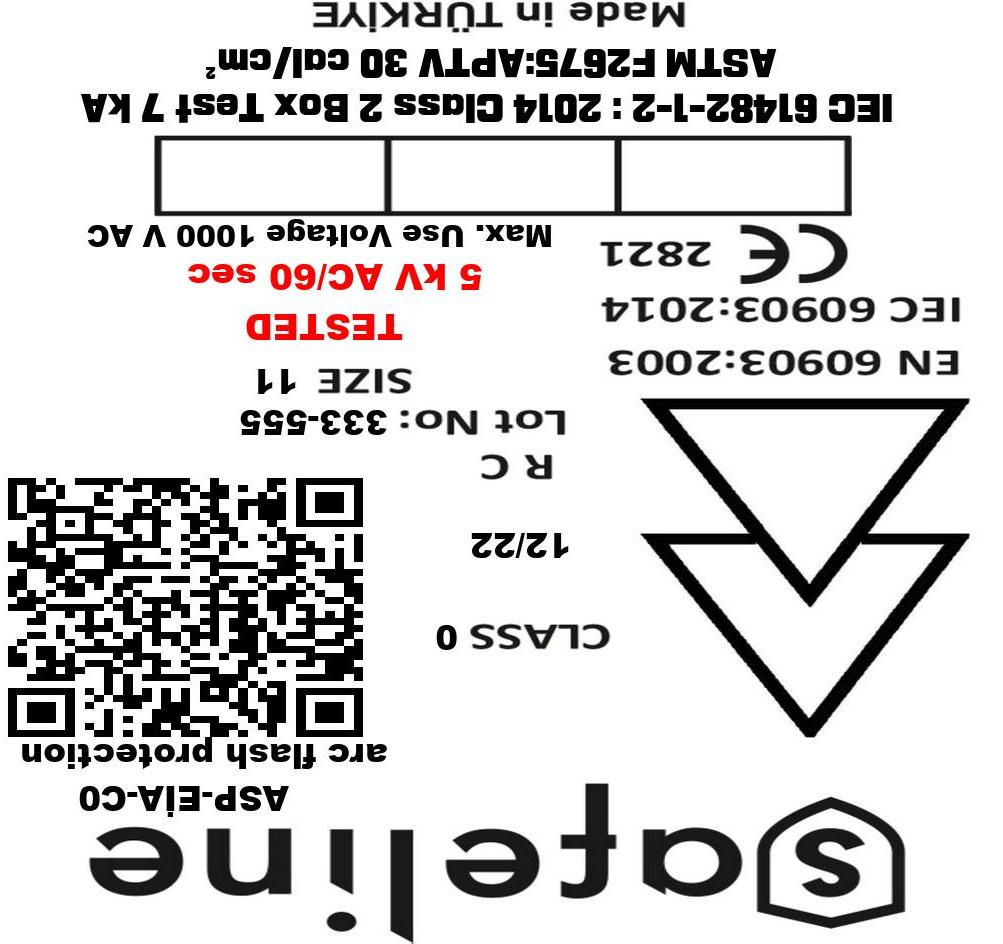 safeline
ASP-EİA-C0
arc flash protection
CLASS 0
12/22
R C
Lot No: 333-555
SIZE 11
EN 60903:2003
IEC 60903:2014
CE 2821
TESTED
5 kV AC/60 sec
Max. Use Voltage 1000 V AC
IEC 61482-1-2 : 2014 Class 2 Box Test 7 kA
ASTM F2675:APTV 30 cal/cm²
Made in TÜRKİYE